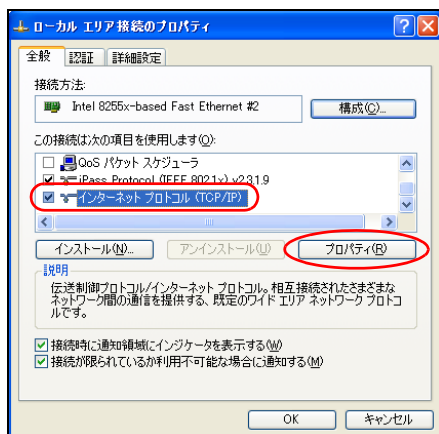 ローカル エリア接続のプロパティ
全般 認証 詳細設定
接続方法:
Intel 8255x-based Fast Ethernet #2 構成(C)...
この接続は次の項目を使用します(O):
QoS パケット スケジューラ
iPass Protocol (IEEE 802.1x) v2.3.1.9
インターネット プロトコル (TCP/IP)
インストール(N)... アンインストール(U) プロパティ(R)
説明
伝送制御プロトコル/インターネット プロトコル。相互接続されたさまざまな
ネットワーク間の通信を提供する、既定のワイド エリア ネットワーク プロトコ
ルです。
接続時に通知領域にインジケータを表示する(W)
接続が限られているか利用不可能な場合に通知する(M)
OK キャンセル